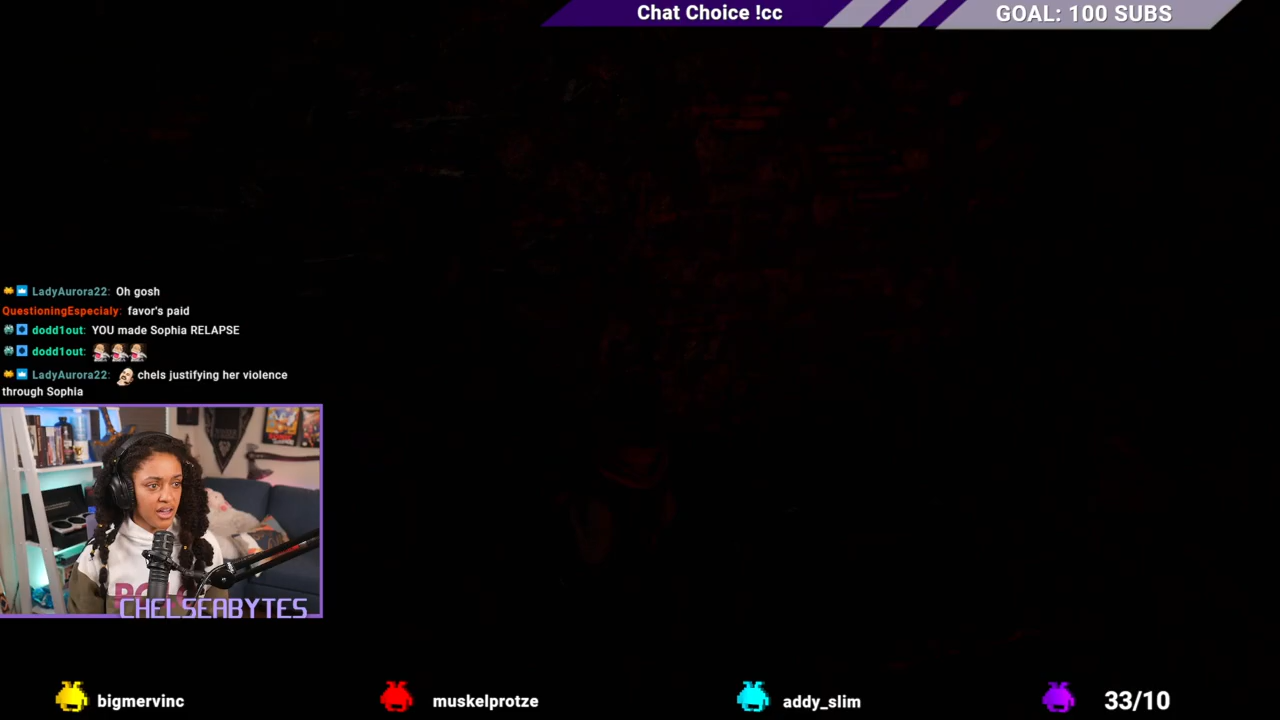 Chat Choice !cc
GOAL: 100 SUBS
LadyAurora22: Oh gosh
QuestioningEspecialy: favor's paid
dodd1out: YOU made Sophia RELAPSE
dodd1out:
LadyAurora22: chels justifying her violence
through Sophia
CHELSEABYTES
bigmervinc
muskelprotze
addy_slim
33/10